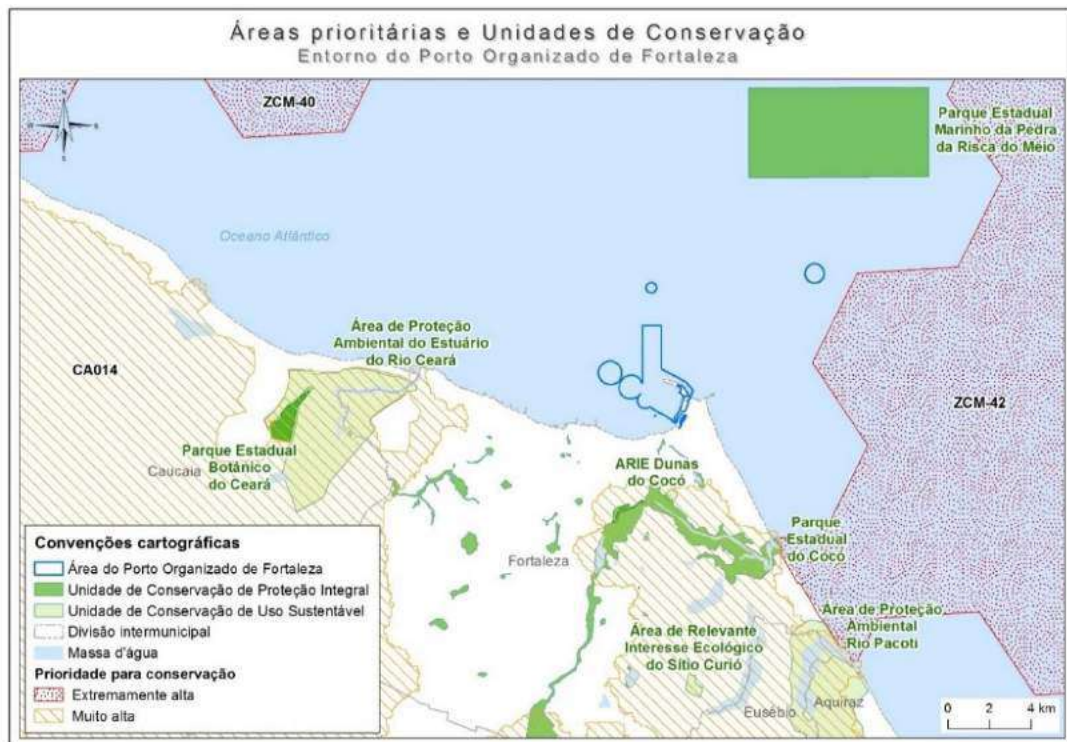 Áreas prioritárias e Unidades de Conservação
Entorno do Porto Organizado de Fortaleza
ZCM-40
Parque Estadual
Marinho da Pedra
da Risca do Meio
Oceano Atlântico
Área de Proteção
Ambiental do Estuário
do Rio Ceará
CA014
ZCM-42
Parque Estadual
Botânico
do Ceará
Caucaia
ARIE Dunas
do Cocó
Parque
Estadual
do Cocó
Fortaleza
Área de Proteção
Ambiental
Rio Pacoti
Área de Relevante
Interesse Ecológico
do Sítio Curió
Eusébio
Aquiraz
Convenções cartográficas
Área do Porto Organizado de Fortaleza
Unidade de Conservação de Proteção Integral
Unidade de Conservação de Uso Sustentável
Divisão intermunicipal
Massa d'água
Prioridade para conservação
Extremamente alta
Muito alta
0 2 4 km